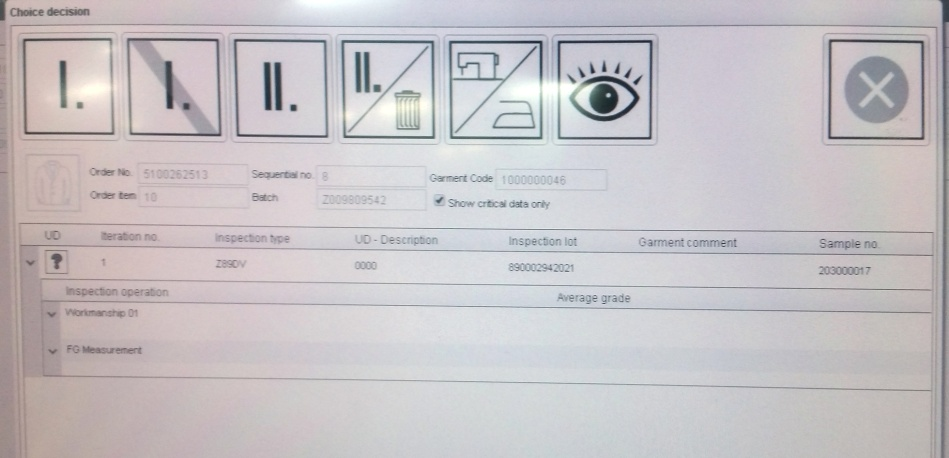 Choice decision
I. I. II. II.
Order No. 5100262513 Sequential no. 8 Garment Code 1000000046
Order item 10 Batch Z009809542 Show critical data only
UD Iteration no. Inspection type UD - Description Inspection lot Garment comment Sample no.
? 1 Z89DV 0000 890002942021 203000017
Inspection operation Average grade
Workmanship 01
FG Measurement